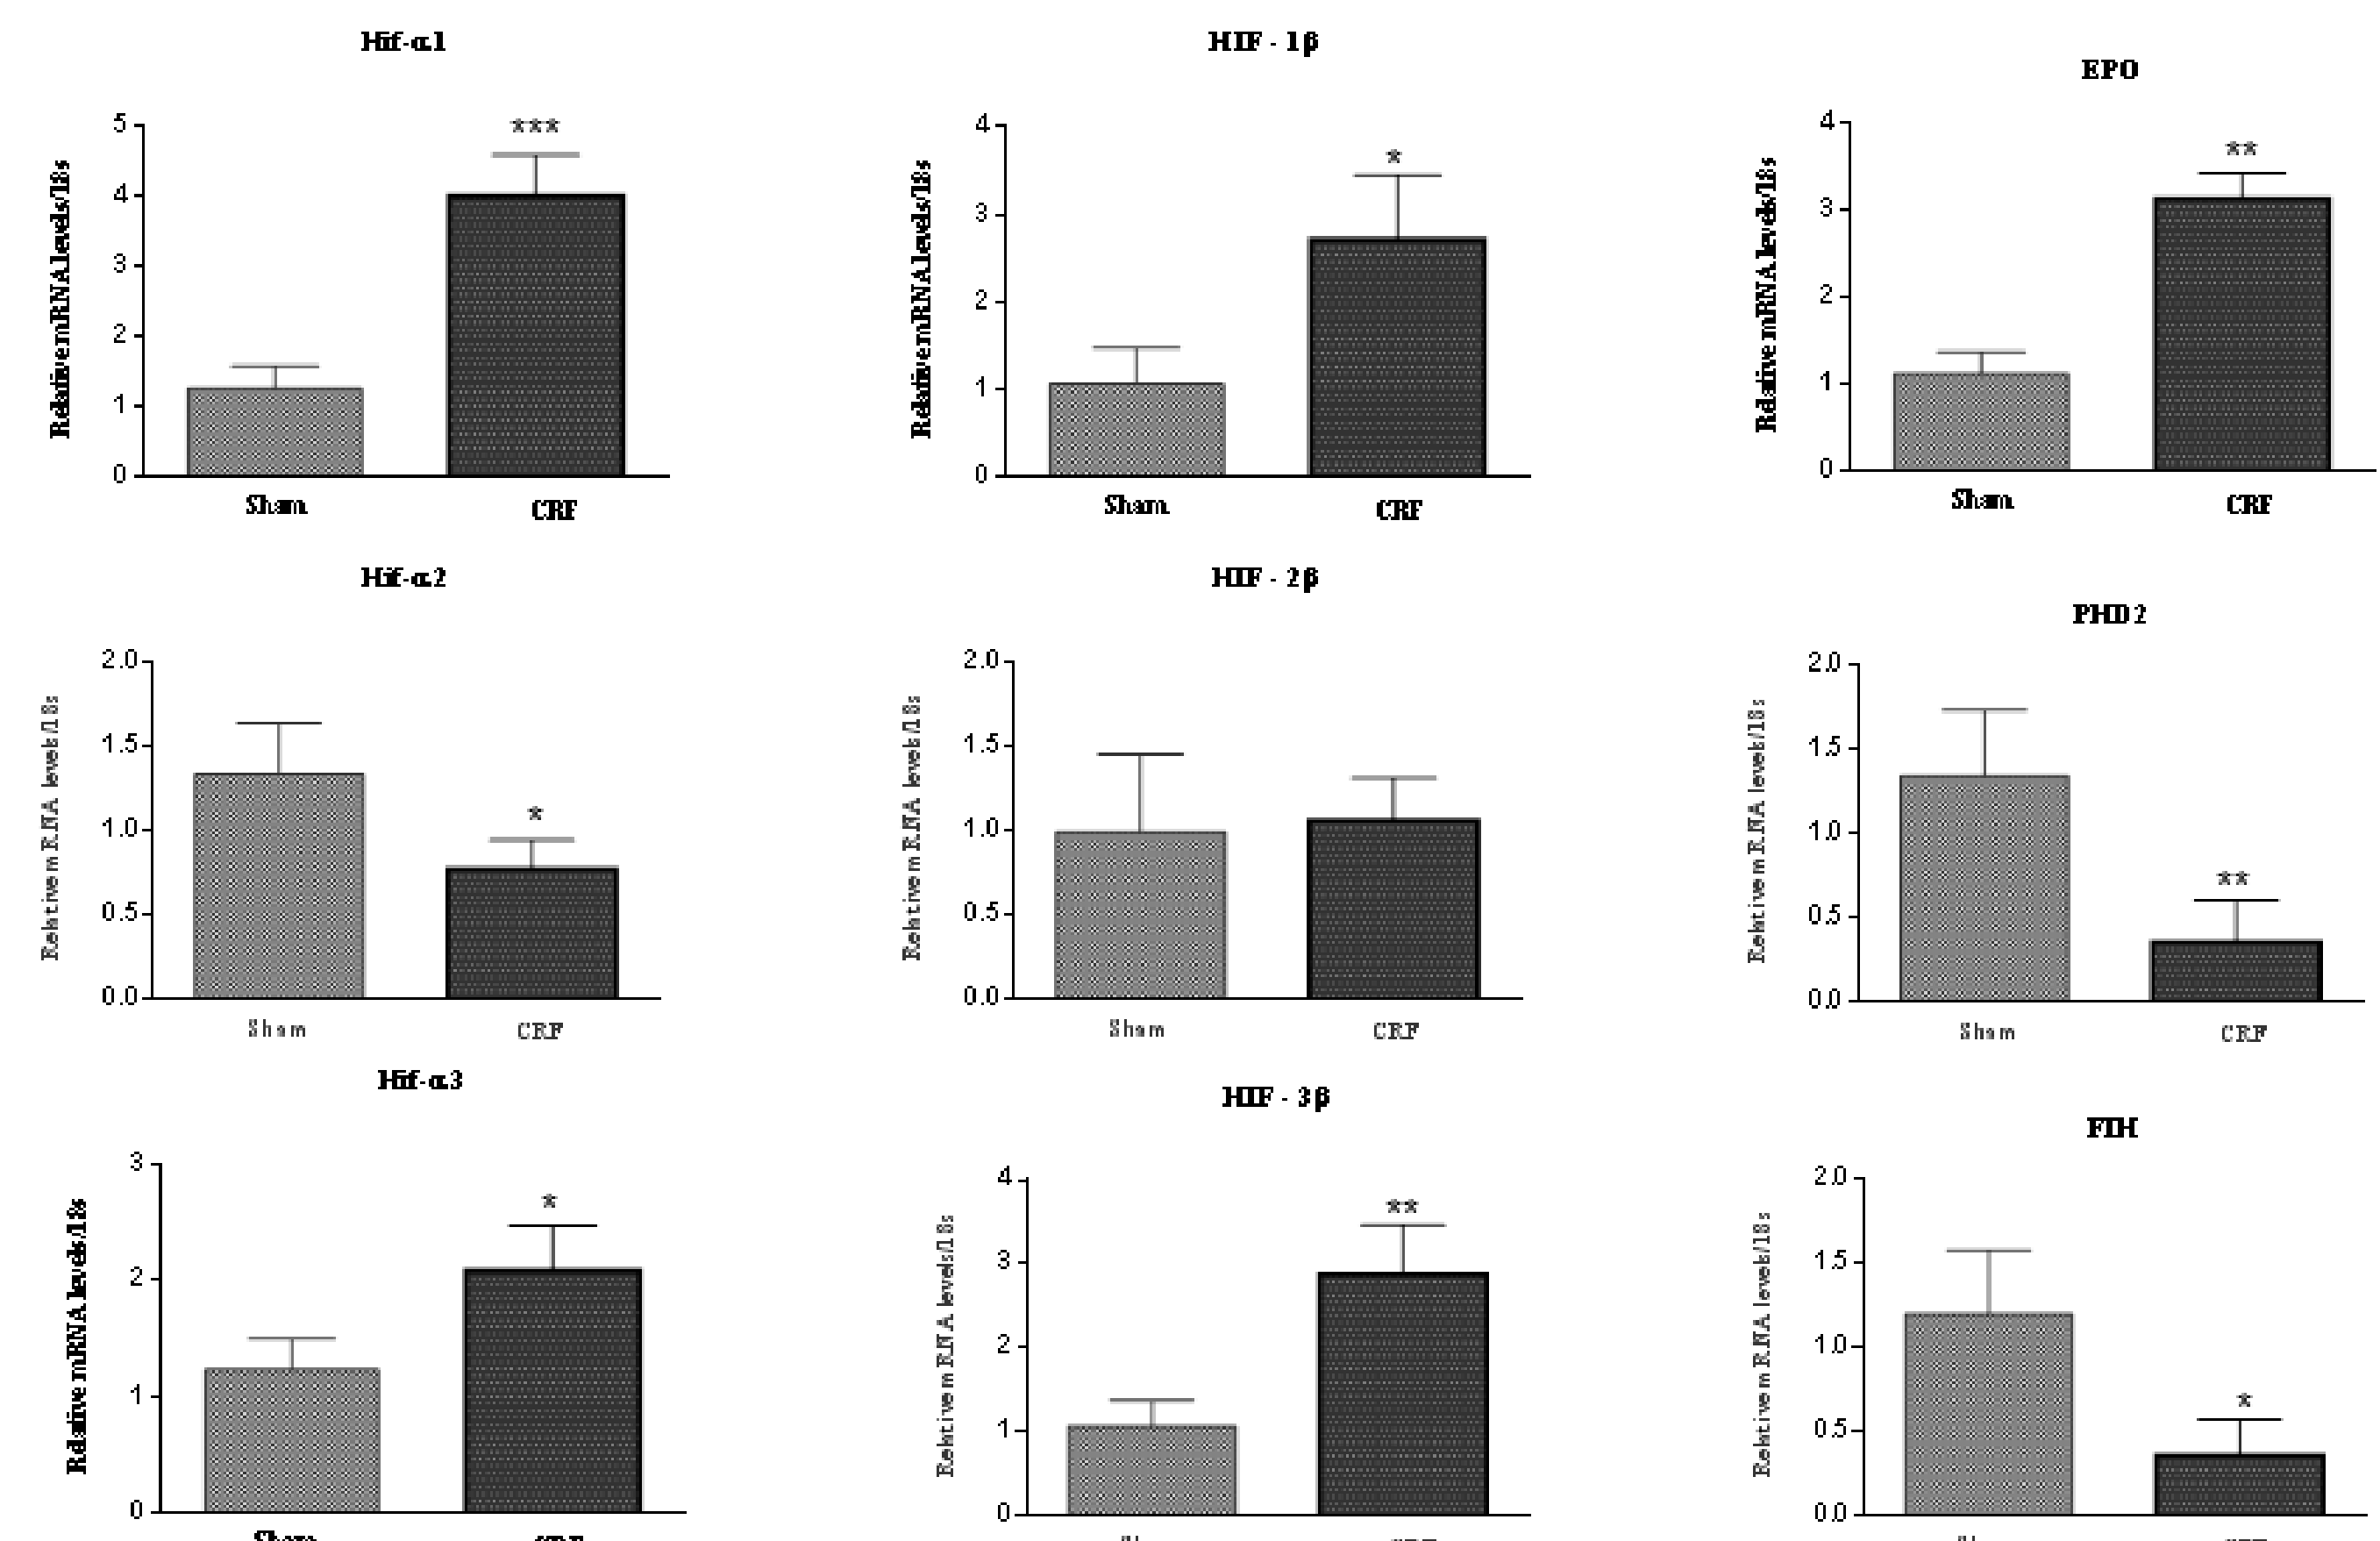 Hif-α1
HIF - 1β
EPO
Relative mRNA levels/18s
5
4
3
2
1
0
***
Sham
CRF
Relative mRNA levels/18s
4
3
2
1
0
*
Sham
CRF
Relative mRNA levels/18s
4
3
2
1
0
**
Sham
CRF
Hif-α2
HIF - 2β
PHD2
Relative mRNA levels/18s
2.0
1.5
1.0
0.5
0.0
*
Sham
CRF
Relative mRNA levels/18s
2.0
1.5
1.0
0.5
0.0
Sham
CRF
Relative mRNA levels/18s
2.0
1.5
1.0
0.5
0.0
**
Sham
CRF
Hif-α3
HIF - 3β
FIH
Relative mRNA levels/18s
3
2
1
0
*
Sham
CRF
Relative mRNA levels/18s
4
3
2
1
0
**
Relative mRNA levels/18s
2.0
1.5
1.0
0.5
0.0
*